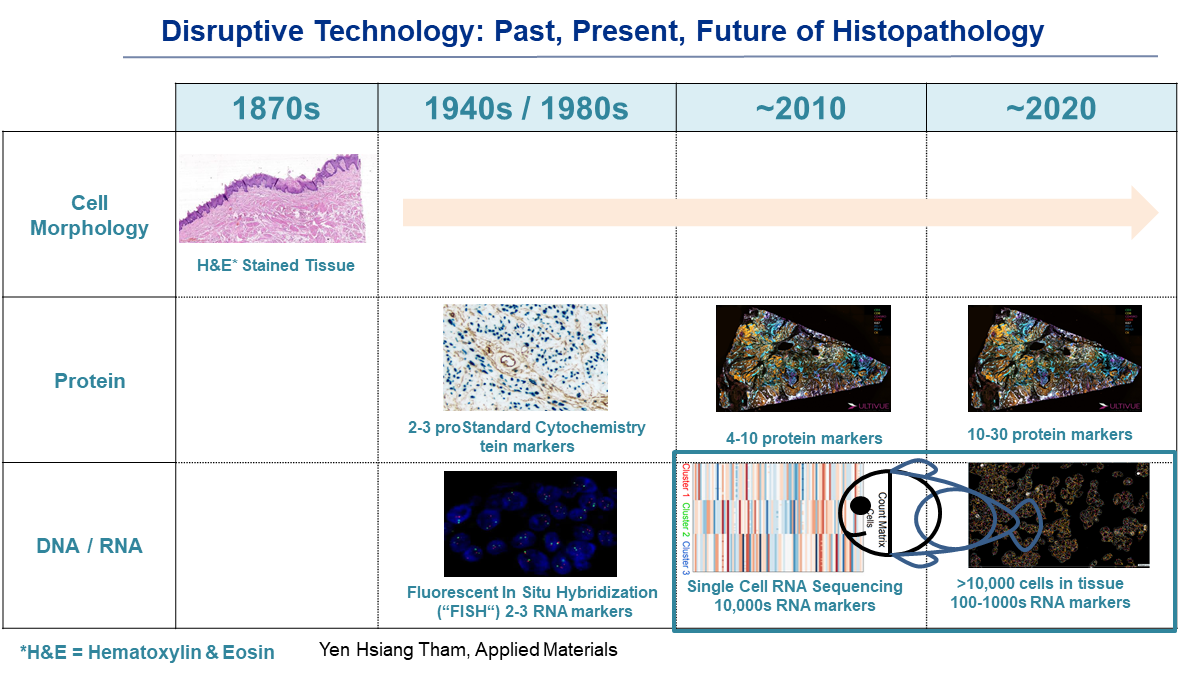 Disruptive Technology: Past, Present, Future of Histopathology
1870s
1940s / 1980s
~2010
~2020
Cell
Morphology
H&E* Stained Tissue
Protein
2-3 proStandard Cytochemistry
tein markers
ULTIVUE
4-10 protein markers
ULTIVUE
10-30 protein markers
DNA / RNA
Fluorescent In Situ Hybridization
(“FISH“) 2-3 RNA markers
Cluster 1
Cluster 2
Cluster 3
Count Matrix
Cells
Single Cell RNA Sequencing
10,000s RNA markers
>10,000 cells in tissue
100-1000s RNA markers
*H&E = Hematoxylin & Eosin
Yen Hsiang Tham, Applied Materials